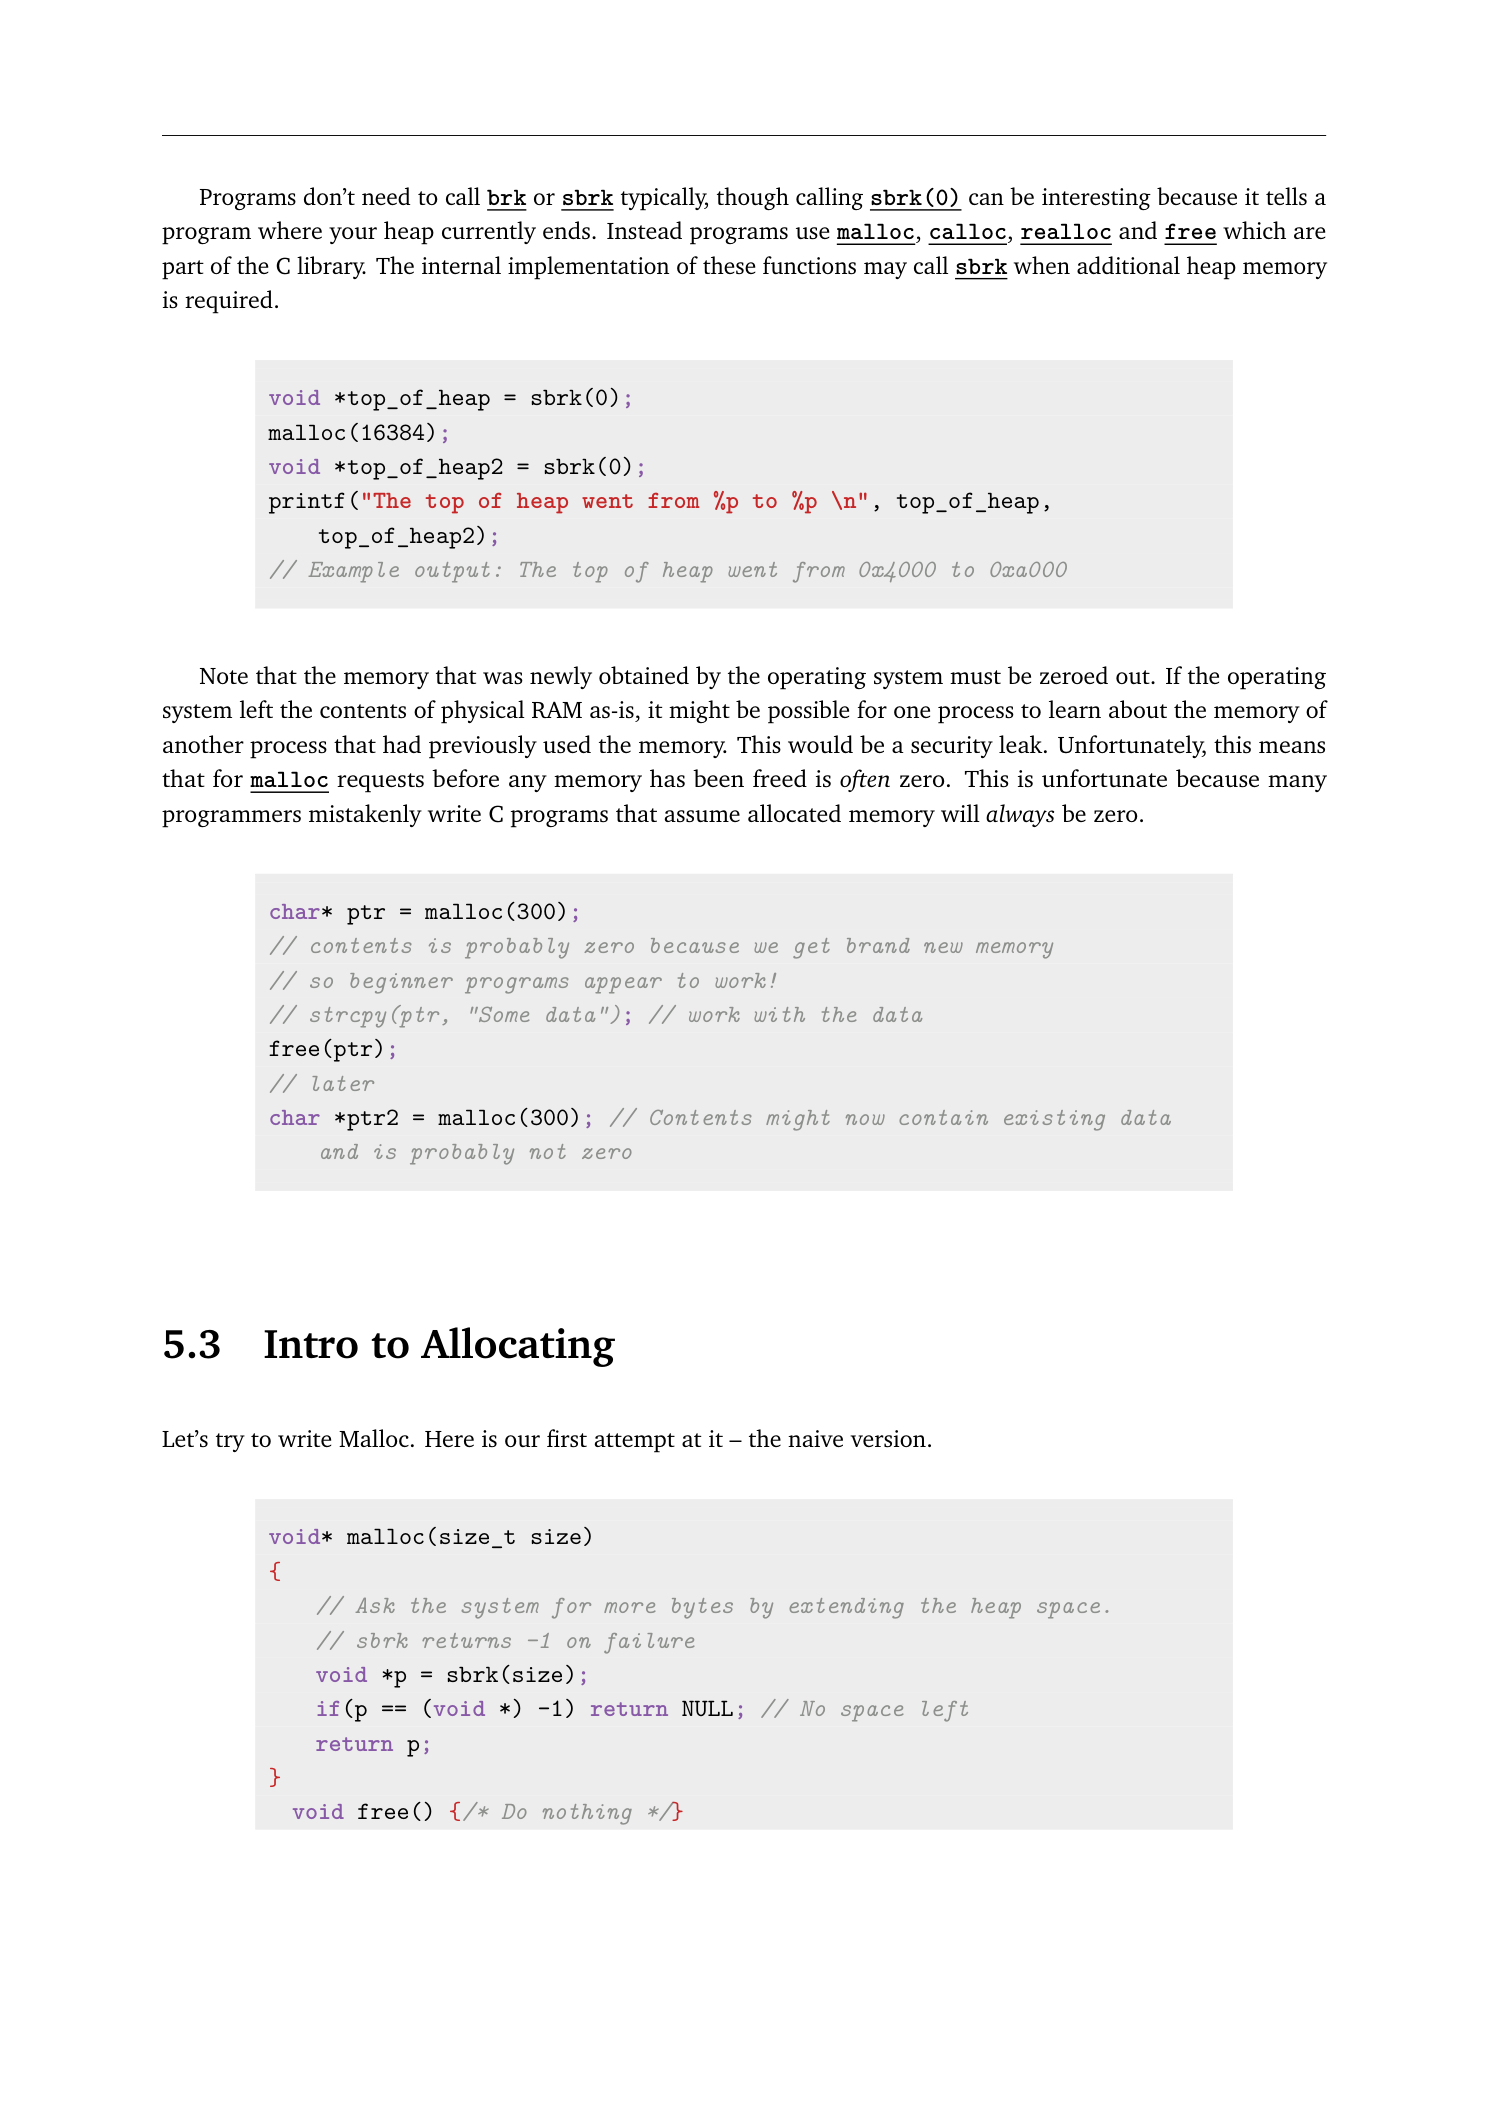 Programs don’t need to call brk or sbrk typically, though calling sbrk(0) can be interesting because it tells a
program where your heap currently ends. Instead programs use malloc, calloc, realloc and free which are
part of the C library. The internal implementation of these functions may call sbrk when additional heap memory
is required.
void *top_of_heap = sbrk(0);
malloc(16384);
void *top_of_heap2 = sbrk(0);
printf("The top of heap went from %p to %p \n", top_of_heap,
top_of_heap2);
// Example output: The top of heap went from 0x4000 to 0xa000
Note that the memory that was newly obtained by the operating system must be zeroed out. If the operating
system left the contents of physical RAM as-is, it might be possible for one process to learn about the memory of
another process that had previously used the memory. This would be a security leak. Unfortunately, this means
that for malloc requests before any memory has been freed is often zero. This is unfortunate because many
programmers mistakenly write C programs that assume allocated memory will always be zero.
char* ptr = malloc(300);
// contents is probably zero because we get brand new memory
// so beginner programs appear to work!
// strcpy(ptr, "Some data"); // work with the data
free(ptr);
// later
char *ptr2 = malloc(300); // Contents might now contain existing data
and is probably not zero
5.3 Intro to Allocating
Let’s try to write Malloc. Here is our first attempt at it – the naive version.
void* malloc(size_t size)
{
// Ask the system for more bytes by extending the heap space.
// sbrk returns -1 on failure
void *p = sbrk(size);
if(p == (void *) -1) return NULL; // No space left
return p;
}
void free() {/* Do nothing */}